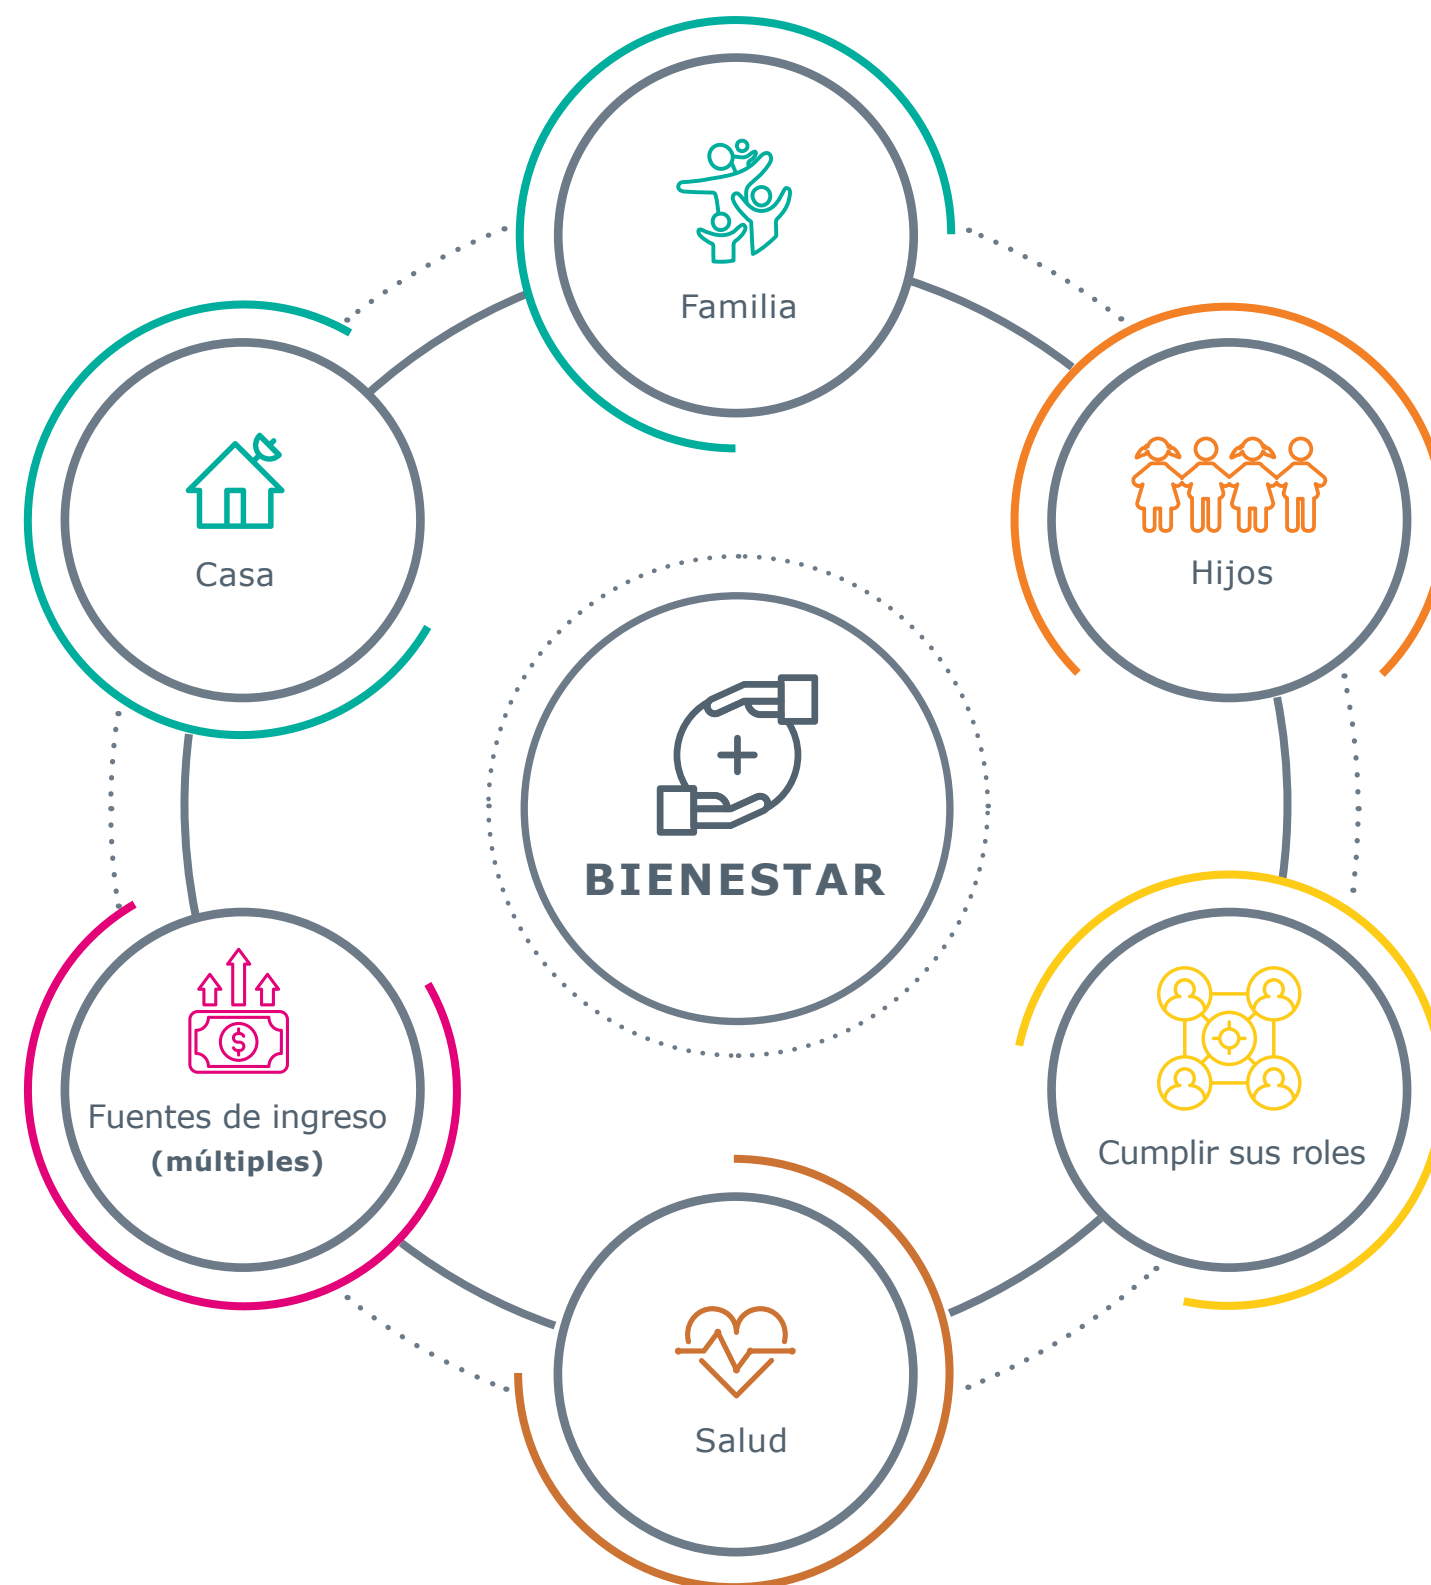 Familia
Hijos
Casa
BIENESTAR
Fuentes de ingreso
(múltiples)
Cumplir sus roles
Salud